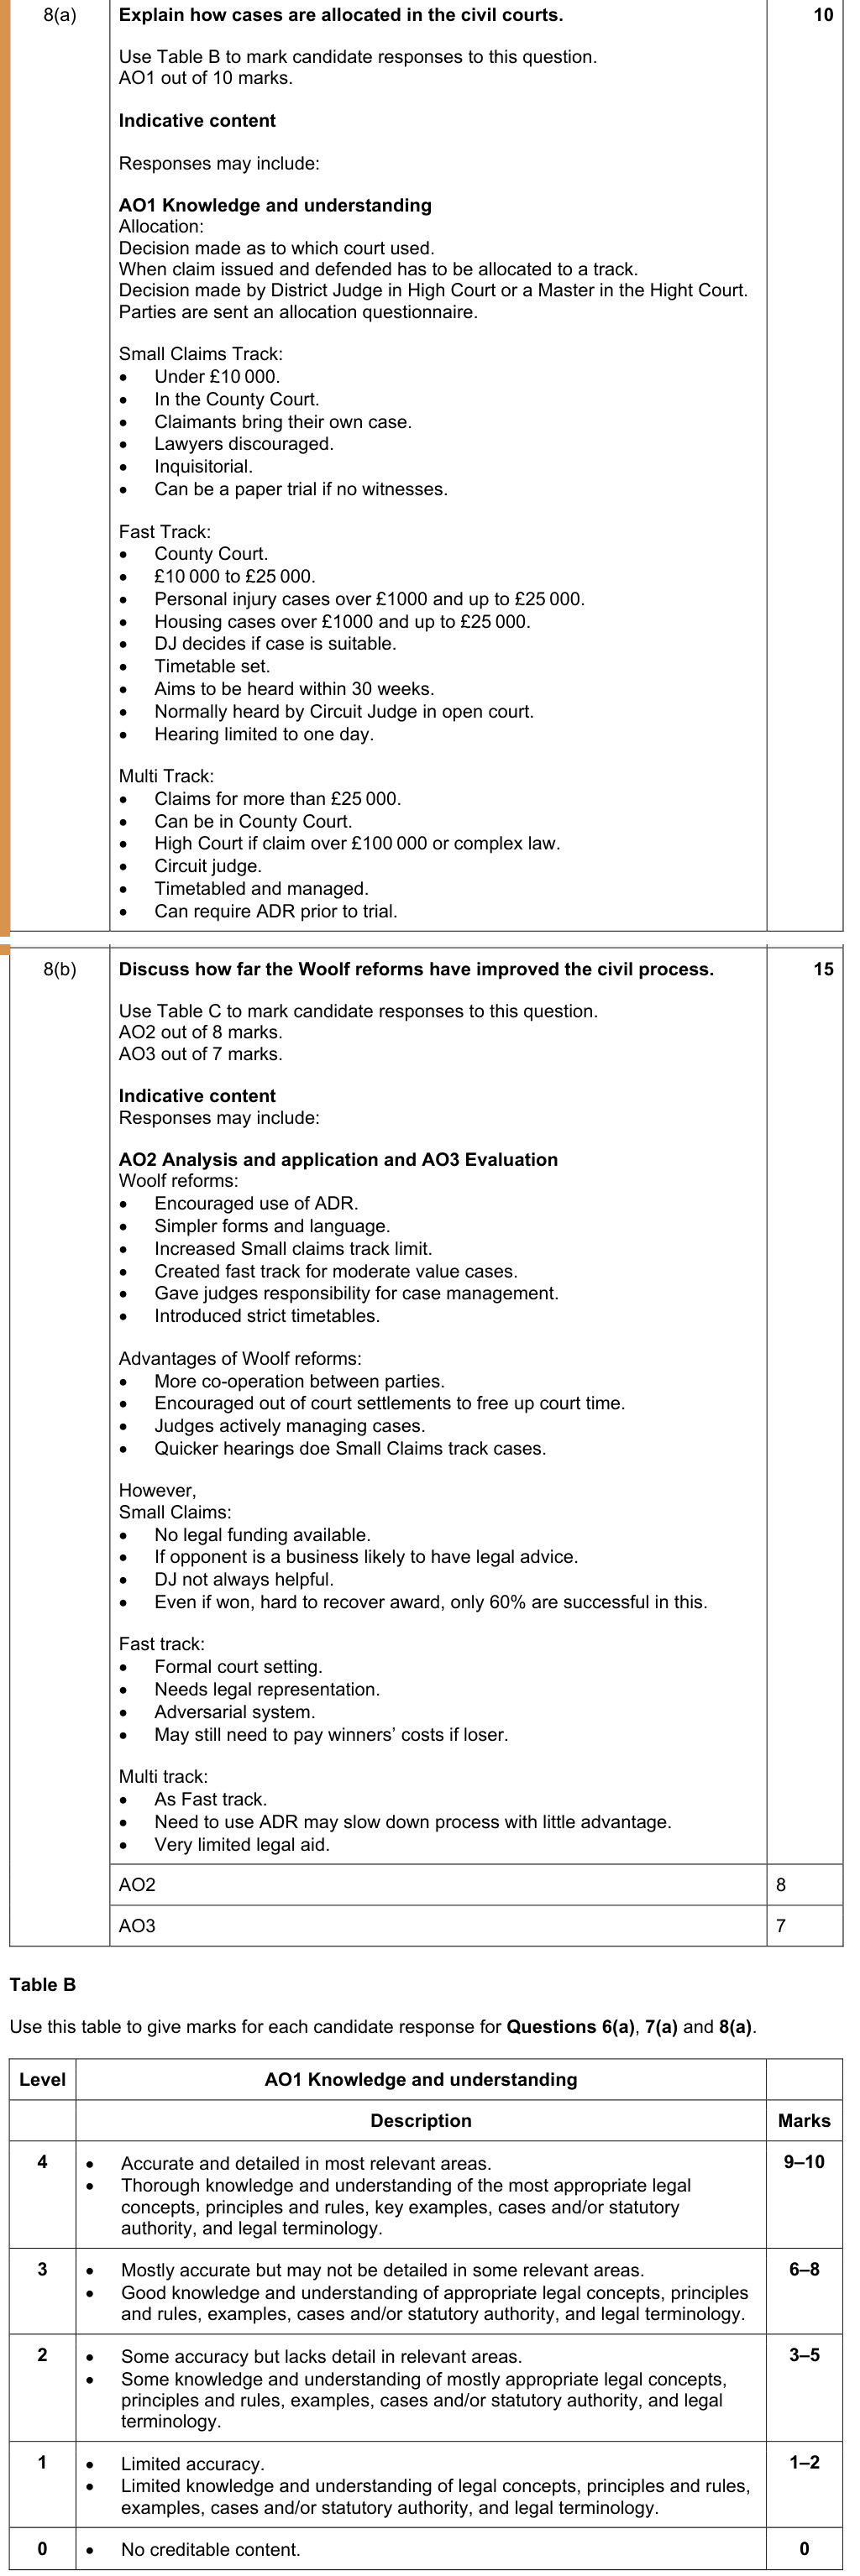 8(a) Explain how cases are allocated in the civil courts. 10
Use Table B to mark candidate responses to this question.
AO1 out of 10 marks.
Indicative content
Responses may include:
AO1 Knowledge and understanding
Allocation:
Decision made as to which court used.
When claim issued and defended has to be allocated to a track.
Decision made by District Judge in High Court or a Master in the Hight Court.
Parties are sent an allocation questionnaire.
Small Claims Track:
• Under £10 000.
• In the County Court.
• Claimants bring their own case.
• Lawyers discouraged.
• Inquisitorial.
• Can be a paper trial if no witnesses.
Fast Track:
• County Court.
• £10 000 to £25 000.
• Personal injury cases over £1000 and up to £25 000.
• Housing cases over £1000 and up to £25 000.
• DJ decides if case is suitable.
• Timetable set.
• Aims to be heard within 30 weeks.
• Normally heard by Circuit Judge in open court.
• Hearing limited to one day.
Multi Track:
• Claims for more than £25 000.
• Can be in County Court.
• High Court if claim over £100 000 or complex law.
• Circuit judge.
• Timetabled and managed.
• Can require ADR prior to trial.
8(b) Discuss how far the Woolf reforms have improved the civil process. 15
Use Table C to mark candidate responses to this question.
AO2 out of 8 marks.
AO3 out of 7 marks.
Indicative content
Responses may include:
AO2 Analysis and application and AO3 Evaluation
Woolf reforms:
• Encouraged use of ADR.
• Simpler forms and language.
• Increased Small claims track limit.
• Created fast track for moderate value cases.
• Gave judges responsibility for case management.
• Introduced strict timetables.
Advantages of Woolf reforms:
• More co-operation between parties.
• Encouraged out of court settlements to free up court time.
• Judges actively managing cases.
• Quicker hearings doe Small Claims track cases.
However,
Small Claims:
• No legal funding available.
• If opponent is a business likely to have legal advice.
• DJ not always helpful.
• Even if won, hard to recover award, only 60% are successful in this.
Fast track:
• Formal court setting.
• Needs legal representation.
• Adversarial system.
• May still need to pay winners’ costs if loser.
Multi track:
• As Fast track.
• Need to use ADR may slow down process with little advantage.
• Very limited legal aid.
AO2 8
AO3 7
Table B
Use this table to give marks for each candidate response for Questions 6(a), 7(a) and 8(a).
Level AO1 Knowledge and understanding
Description Marks
4 • Accurate and detailed in most relevant areas. 9–10
• Thorough knowledge and understanding of the most appropriate legal
concepts, principles and rules, key examples, cases and/or statutory
authority, and legal terminology.
3 • Mostly accurate but may not be detailed in some relevant areas. 6–8
• Good knowledge and understanding of appropriate legal concepts, principles
and rules, examples, cases and/or statutory authority, and legal terminology.
2 • Some accuracy but lacks detail in relevant areas. 3–5
• Some knowledge and understanding of mostly appropriate legal concepts,
principles and rules, examples, cases and/or statutory authority, and legal
terminology.
1 • Limited accuracy. 1–2
• Limited knowledge and understanding of legal concepts, principles and rules,
examples, cases and/or statutory authority, and legal terminology.
0 • No creditable content. 0